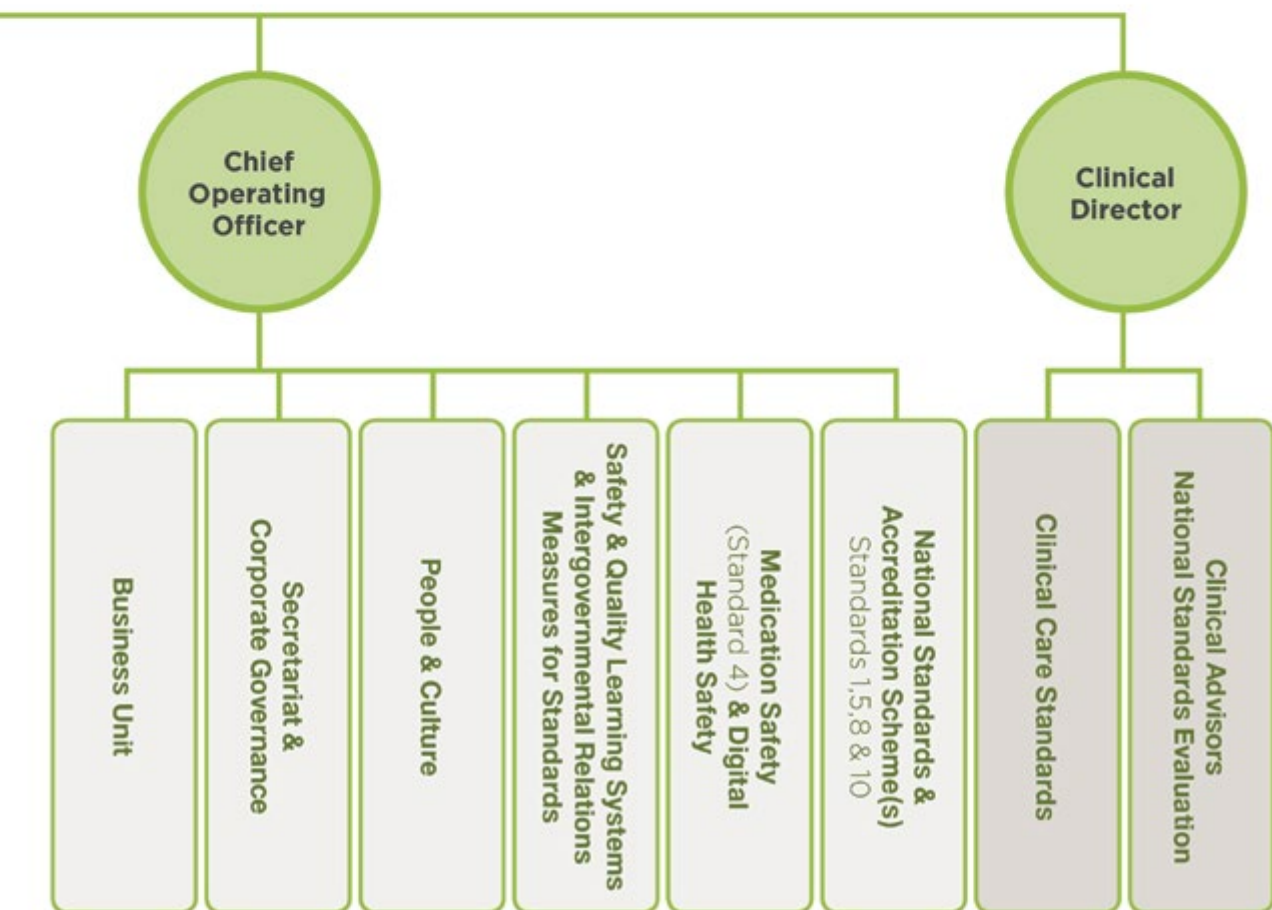 Chief
Operating
Officer
Clinical
Director
Business Unit
Secretariat &
Corporate Governance
People & Culture
Safety & Quality Learning Systems
& Intergovernmental Relations
Measures for Standards
Medication Safety
(Standard 4) & Digital
Health Safety
National Standards &
Accreditation Scheme(s)
Standards 1,5,8 & 10
Clinical Care Standards
Clinical Advisors
National Standards Evaluation